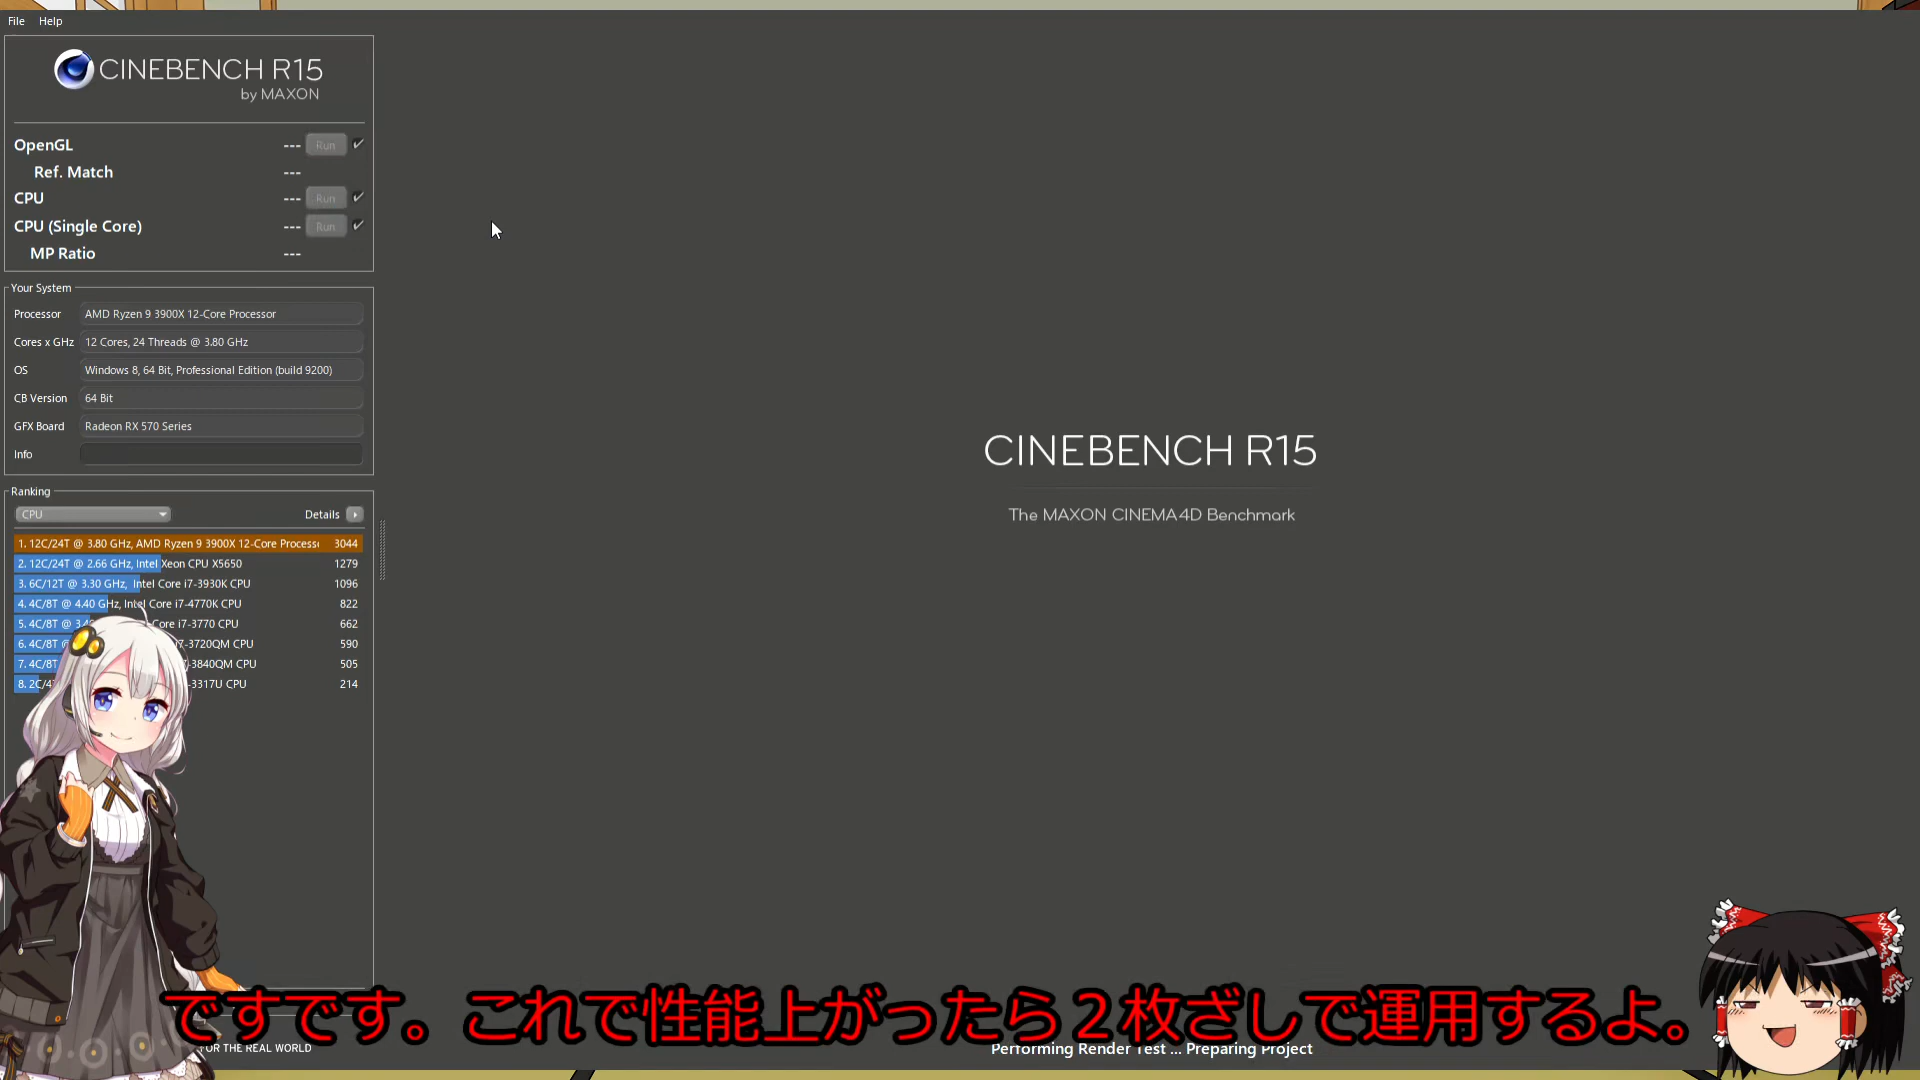 File Help
CINEBENCH R15
by MAXON
OpenGL --- Run
Ref. Match ---
CPU --- Run
CPU (Single Core) --- Run
MP Ratio ---
Your System
Processor AMD Ryzen 9 3900X 12-Core Processor
Cores x GHz 12 Cores, 24 Threads @ 3.80 GHz
OS Windows 8, 64 Bit, Professional Edition (build 9200)
CB Version 64 Bit
GFX Board Radeon RX 570 Series
Info
Ranking
CPU Details
1. 12C/24T @ 3.80 GHz, AMD Ryzen 9 3900X 12-Core 3044
2. 12C/24T @ 2.66 GHz, Intel Xeon CPU X5650 1279
3. 6C/12T @ 3.30 GHz, Intel Core i7-3930K CPU 1096
4. 4C/8T @ 4.40 GHz, Intel Core i7-4770K CPU 822
5. 4C/8T @ Core i7-3770 CPU 662
6. 4C/8T i7-3720QM CPU 590
7. 4C/8T -3840QM CPU 505
8. -3317U CPU 214
CINEBENCH R15
The MAXON CINEMA4D Benchmark
ですです。これで性能上がったら２枚ざしで運用するよ。
FOR THE REAL WORLD
Performing Render Test ... Preparing Project